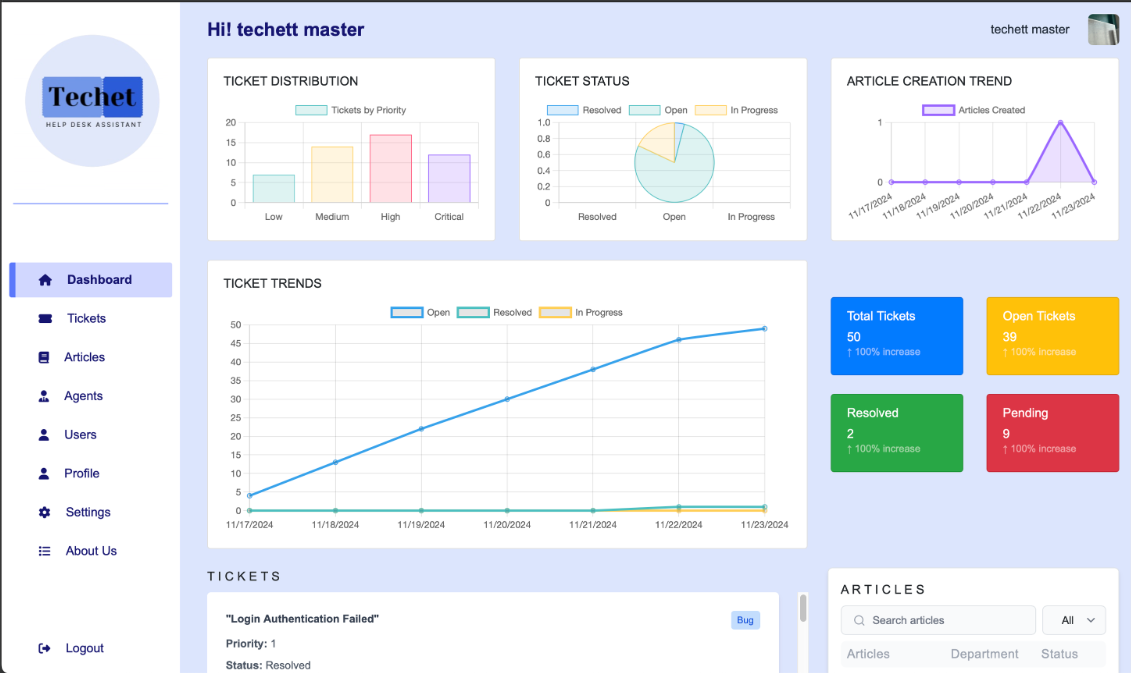 Techet
HELP DESK ASSISTANT
Dashboard
Tickets
Articles
Agents
Users
Profile
Settings
About Us
Logout
Hi! techett master
techett master
TICKET DISTRIBUTION
Tickets by Priority
20
15
10
5
0
Low Medium High Critical
TICKET STATUS
Resolved Open In Progress
1.0
0.8
0.6
0.4
0.2
0
Resolved Open In Progress
ARTICLE CREATION TREND
Articles Created
1
0
11/17/2024 11/18/2024 11/19/2024 11/20/2024 11/21/2024 11/22/2024 11/23/2024
TICKET TRENDS
Open Resolved In Progress
50
45
40
35
30
25
20
15
10
5
0
11/17/2024 11/18/2024 11/19/2024 11/20/2024 11/21/2024 11/22/2024 11/23/2024
Total Tickets
50
↑ 100% increase
Open Tickets
39
↑ 100% increase
Resolved
2
↑ 100% increase
Pending
9
↑ 100% increase
TICKETS
"Login Authentication Failed"
Bug
Priority: 1
Status: Resolved
ARTICLES
Search articles
All
Articles Department Status